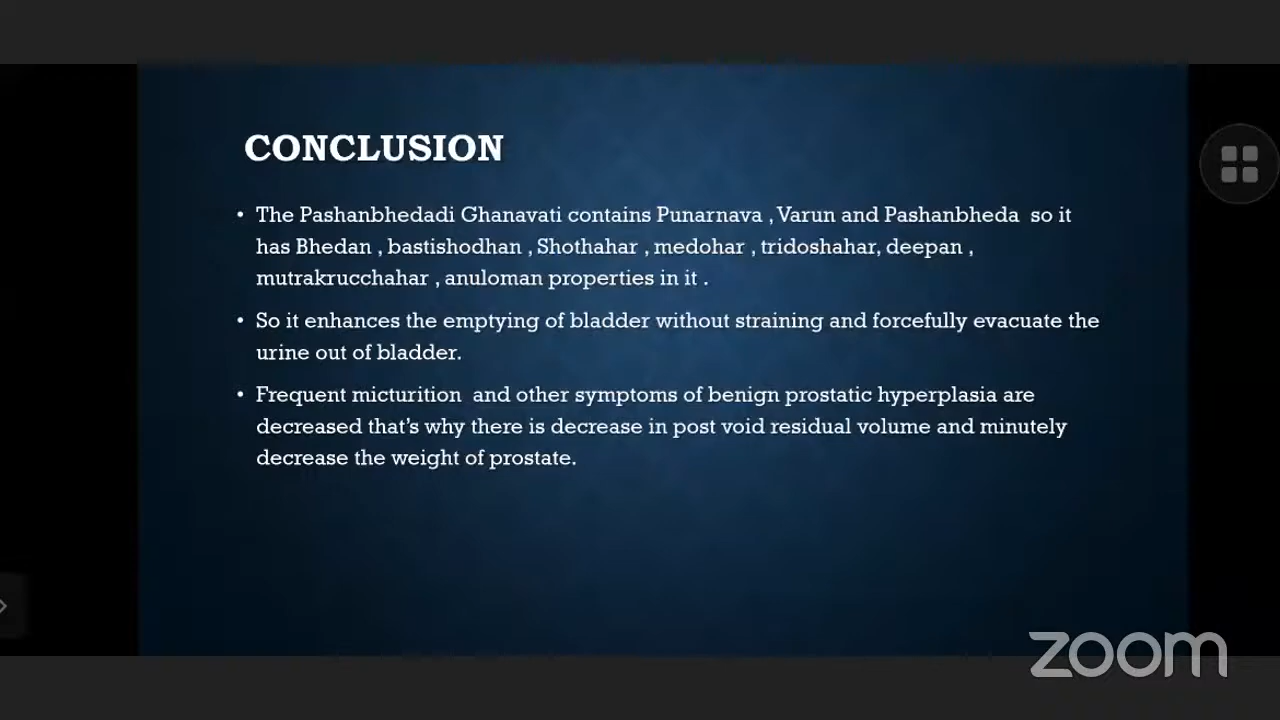 CONCLUSION
• The Pashanbhedadi Ghanavati contains Punarnava , Varun and Pashanbheda so it
has Bhedan , bastishodhan , Shothahar , medohar , tridoshahar, deepan ,
mutrakrucchahar , anuloman properties in it .
• So it enhances the emptying of bladder without straining and forcefully evacuate the
urine out of bladder.
• Frequent micturition and other symptoms of benign prostatic hyperplasia are
decreased that's why there is decrease in post void residual volume and minutely
decrease the weight of prostate.
zoom